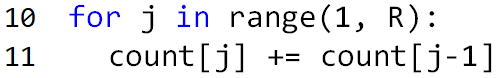 10 for j in range(1, R):
11   count[j] += count[j-1]